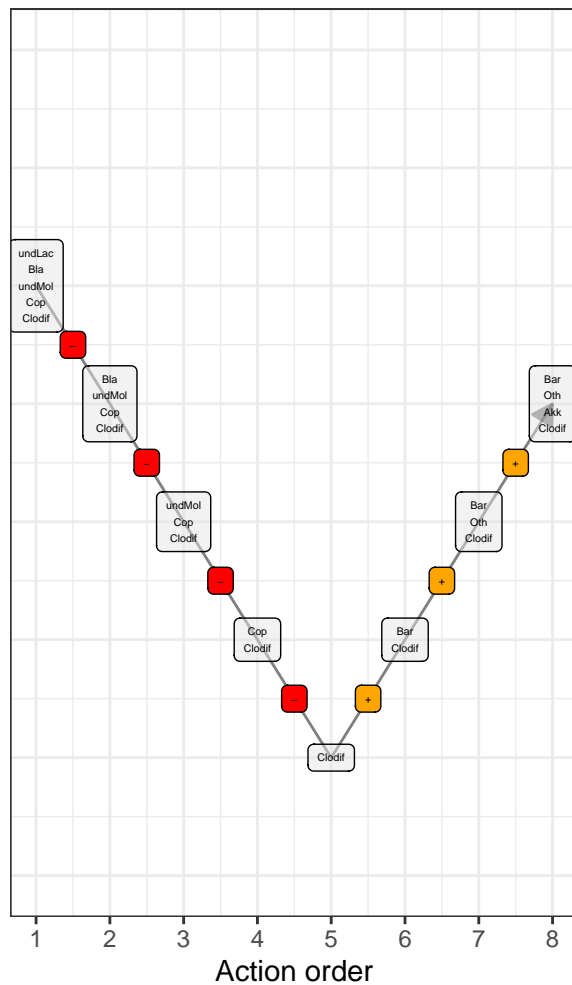 undLac
Bla
undMol
Cop
Clodif
–
Bla
undMol
Cop
Clodif
–
undMol
Cop
Clodif
–
Cop
Clodif
–
Clodif
+
Bar
Clodif
+
Bar
Oth
Clodif
+
Bar
Oth
Akk
Clodif
1 2 3 4 5 6 7 8
Action order